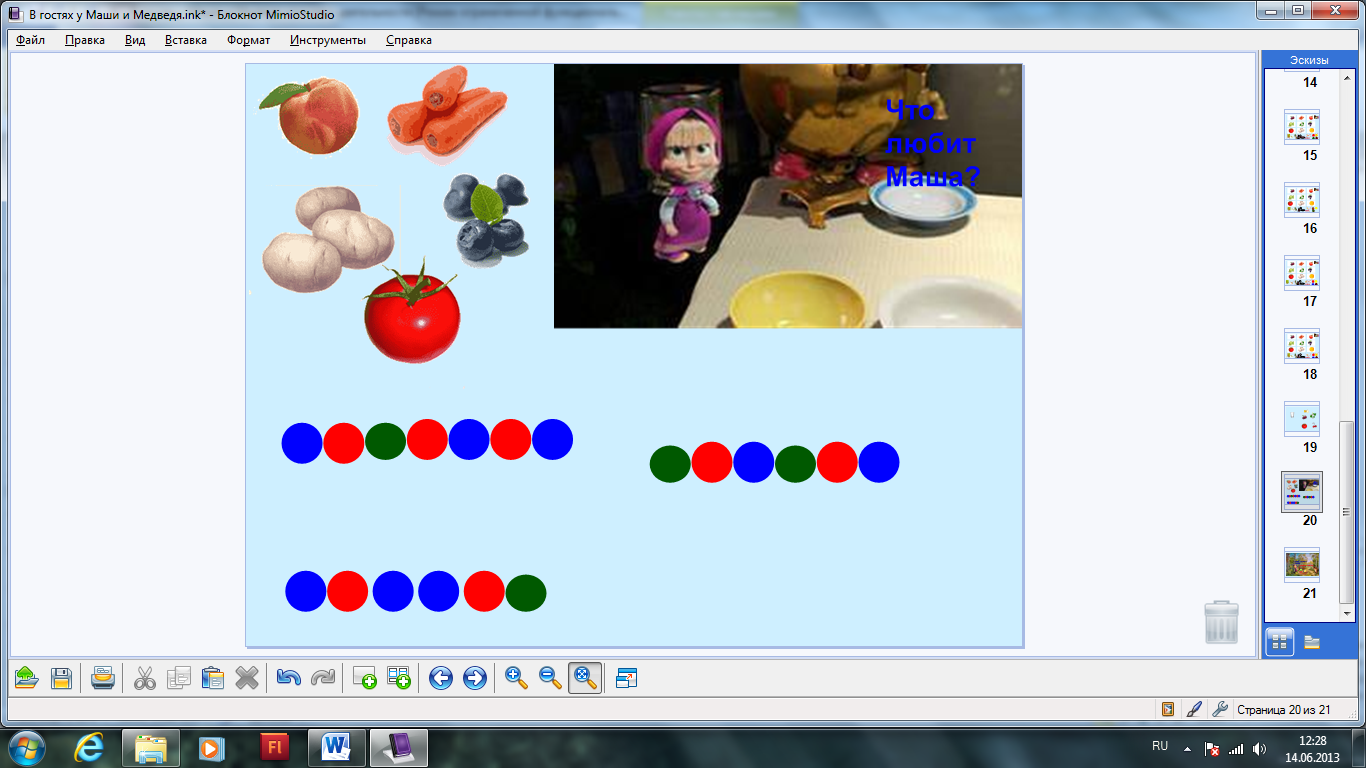 В гостях у Маши и Медведя.ink* - Блокнот MimioStudio
Файл Правка Вид Вставка Формат Инструменты Справка
Что
любит
Маша?
Эскизы
14
15
16
17
18
19
20
21
Страница 20 из 21
Fl
W
RU
12:28
14.06.2013